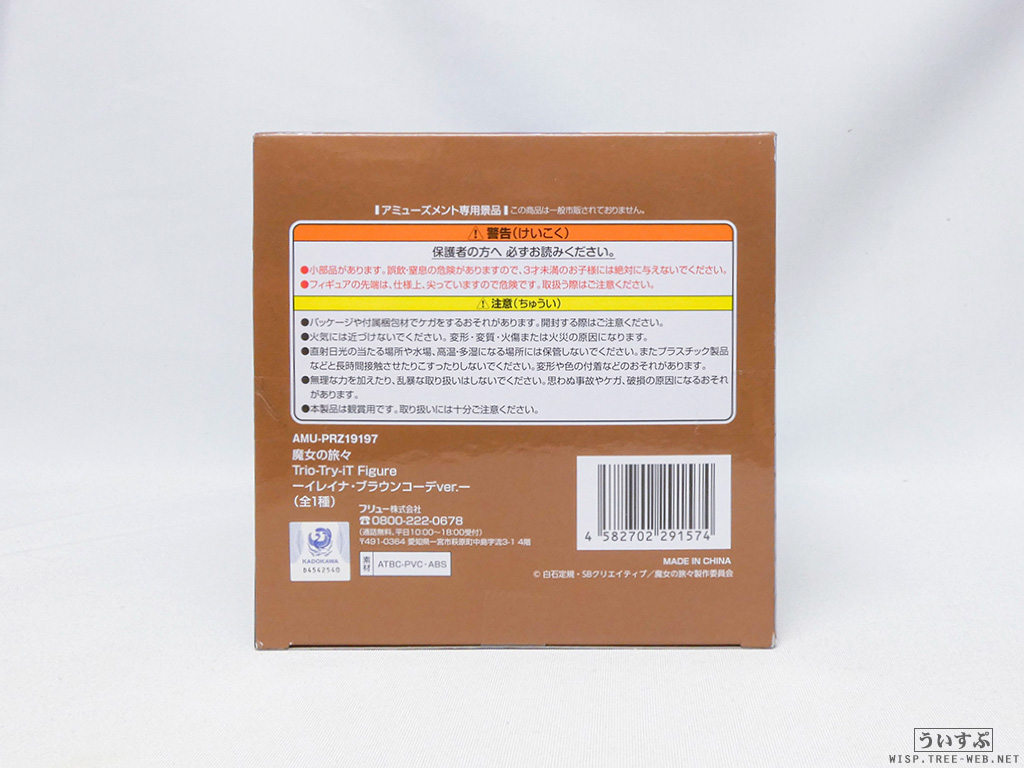 アミューズメント専用景品 この商品は一般市販されておりません。
⚠ 警告(けいこく)
保護者の方へ 必ずお読みください。
●小部品があります。誤飲・窒息の危険がありますので、3才未満のお子様には絶対に与えないでください。
●フィギュアの先端は、仕様上、尖っていますので危険です。取扱う際はご注意ください。
⚠ 注意(ちゅうい)
●パッケージや付属梱包材でケガをするおそれがあります。開封する際はご注意ください。
●火気には近づけないでください。変形・変質・火傷または火災の原因になります。
●直射日光の当たる場所や水場、高温・多湿になる場所には保管しないでください。またプラスチック製品
などと長時間接触させたりこすったりしないでください。変形や色の付着などのおそれがあります。
●無理な力を加えたり、乱暴な取り扱いはしないでください。思わぬ事故やケガ、破損の原因になるおそれ
があります。
●本製品は観賞用です。取り扱いには十分ご注意ください。
AMU-PRZ19197
魔女の旅々
Trio-Try-iT Figure
ーイレイナ・ブラウンコーデver.ー
(全1種)
フリュー株式会社
☎0800-222-0678
(通話無料、平日10:00~18:00受付)
〒491-0364 愛知県一宮市萩原町中島字流3-1 4階
KADOKAWA
04542540
素材 ATBC-PVC・ABS
4 582702 291574
MADE IN CHINA
© 白石定規・SBクリエイティブ/魔女の旅々製作委員会
ういすぷ
WISP.TREE-WEB.NET